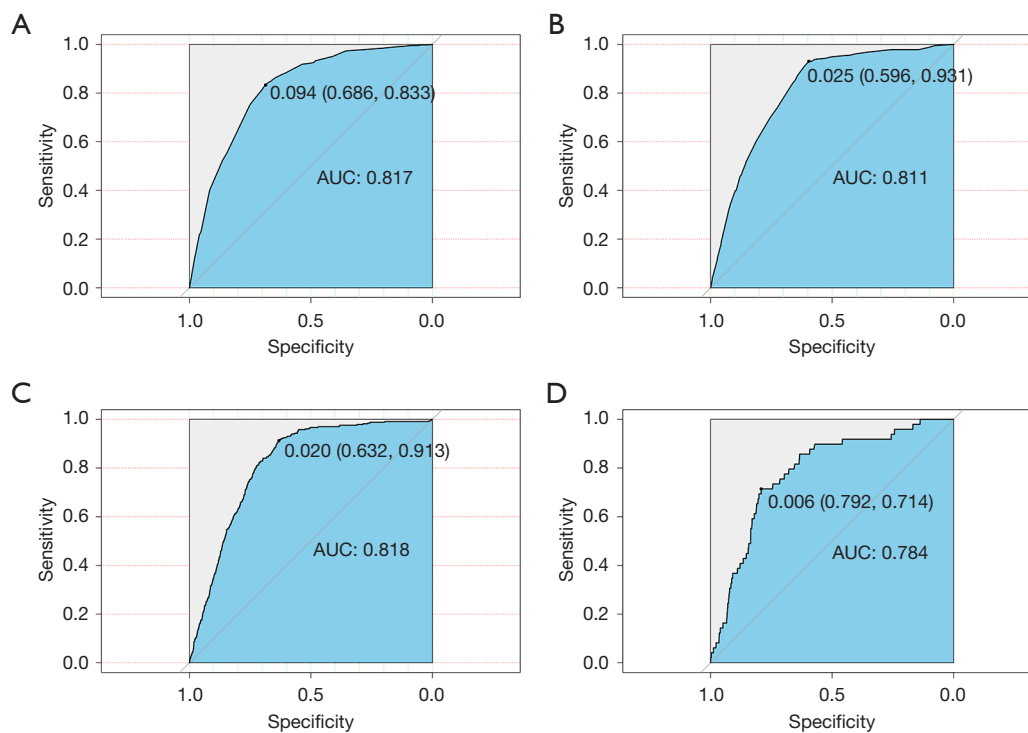 A
1.0
0.8
0.6
0.4
0.2
0.0
Sensitivity
0.094 (0.686, 0.833)
AUC: 0.817
1.0 0.5 0.0
Specificity
B
1.0
0.8
0.6
0.4
0.2
0.0
Sensitivity
0.025 (0.596, 0.931)
AUC: 0.811
1.0 0.5 0.0
Specificity
C
1.0
0.8
0.6
0.4
0.2
0.0
Sensitivity
0.020 (0.632, 0.913)
AUC: 0.818
1.0 0.5 0.0
Specificity
D
1.0
0.8
0.6
0.4
0.2
0.0
Sensitivity
0.006 (0.792, 0.714)
AUC: 0.784
1.0 0.5 0.0
Specificity